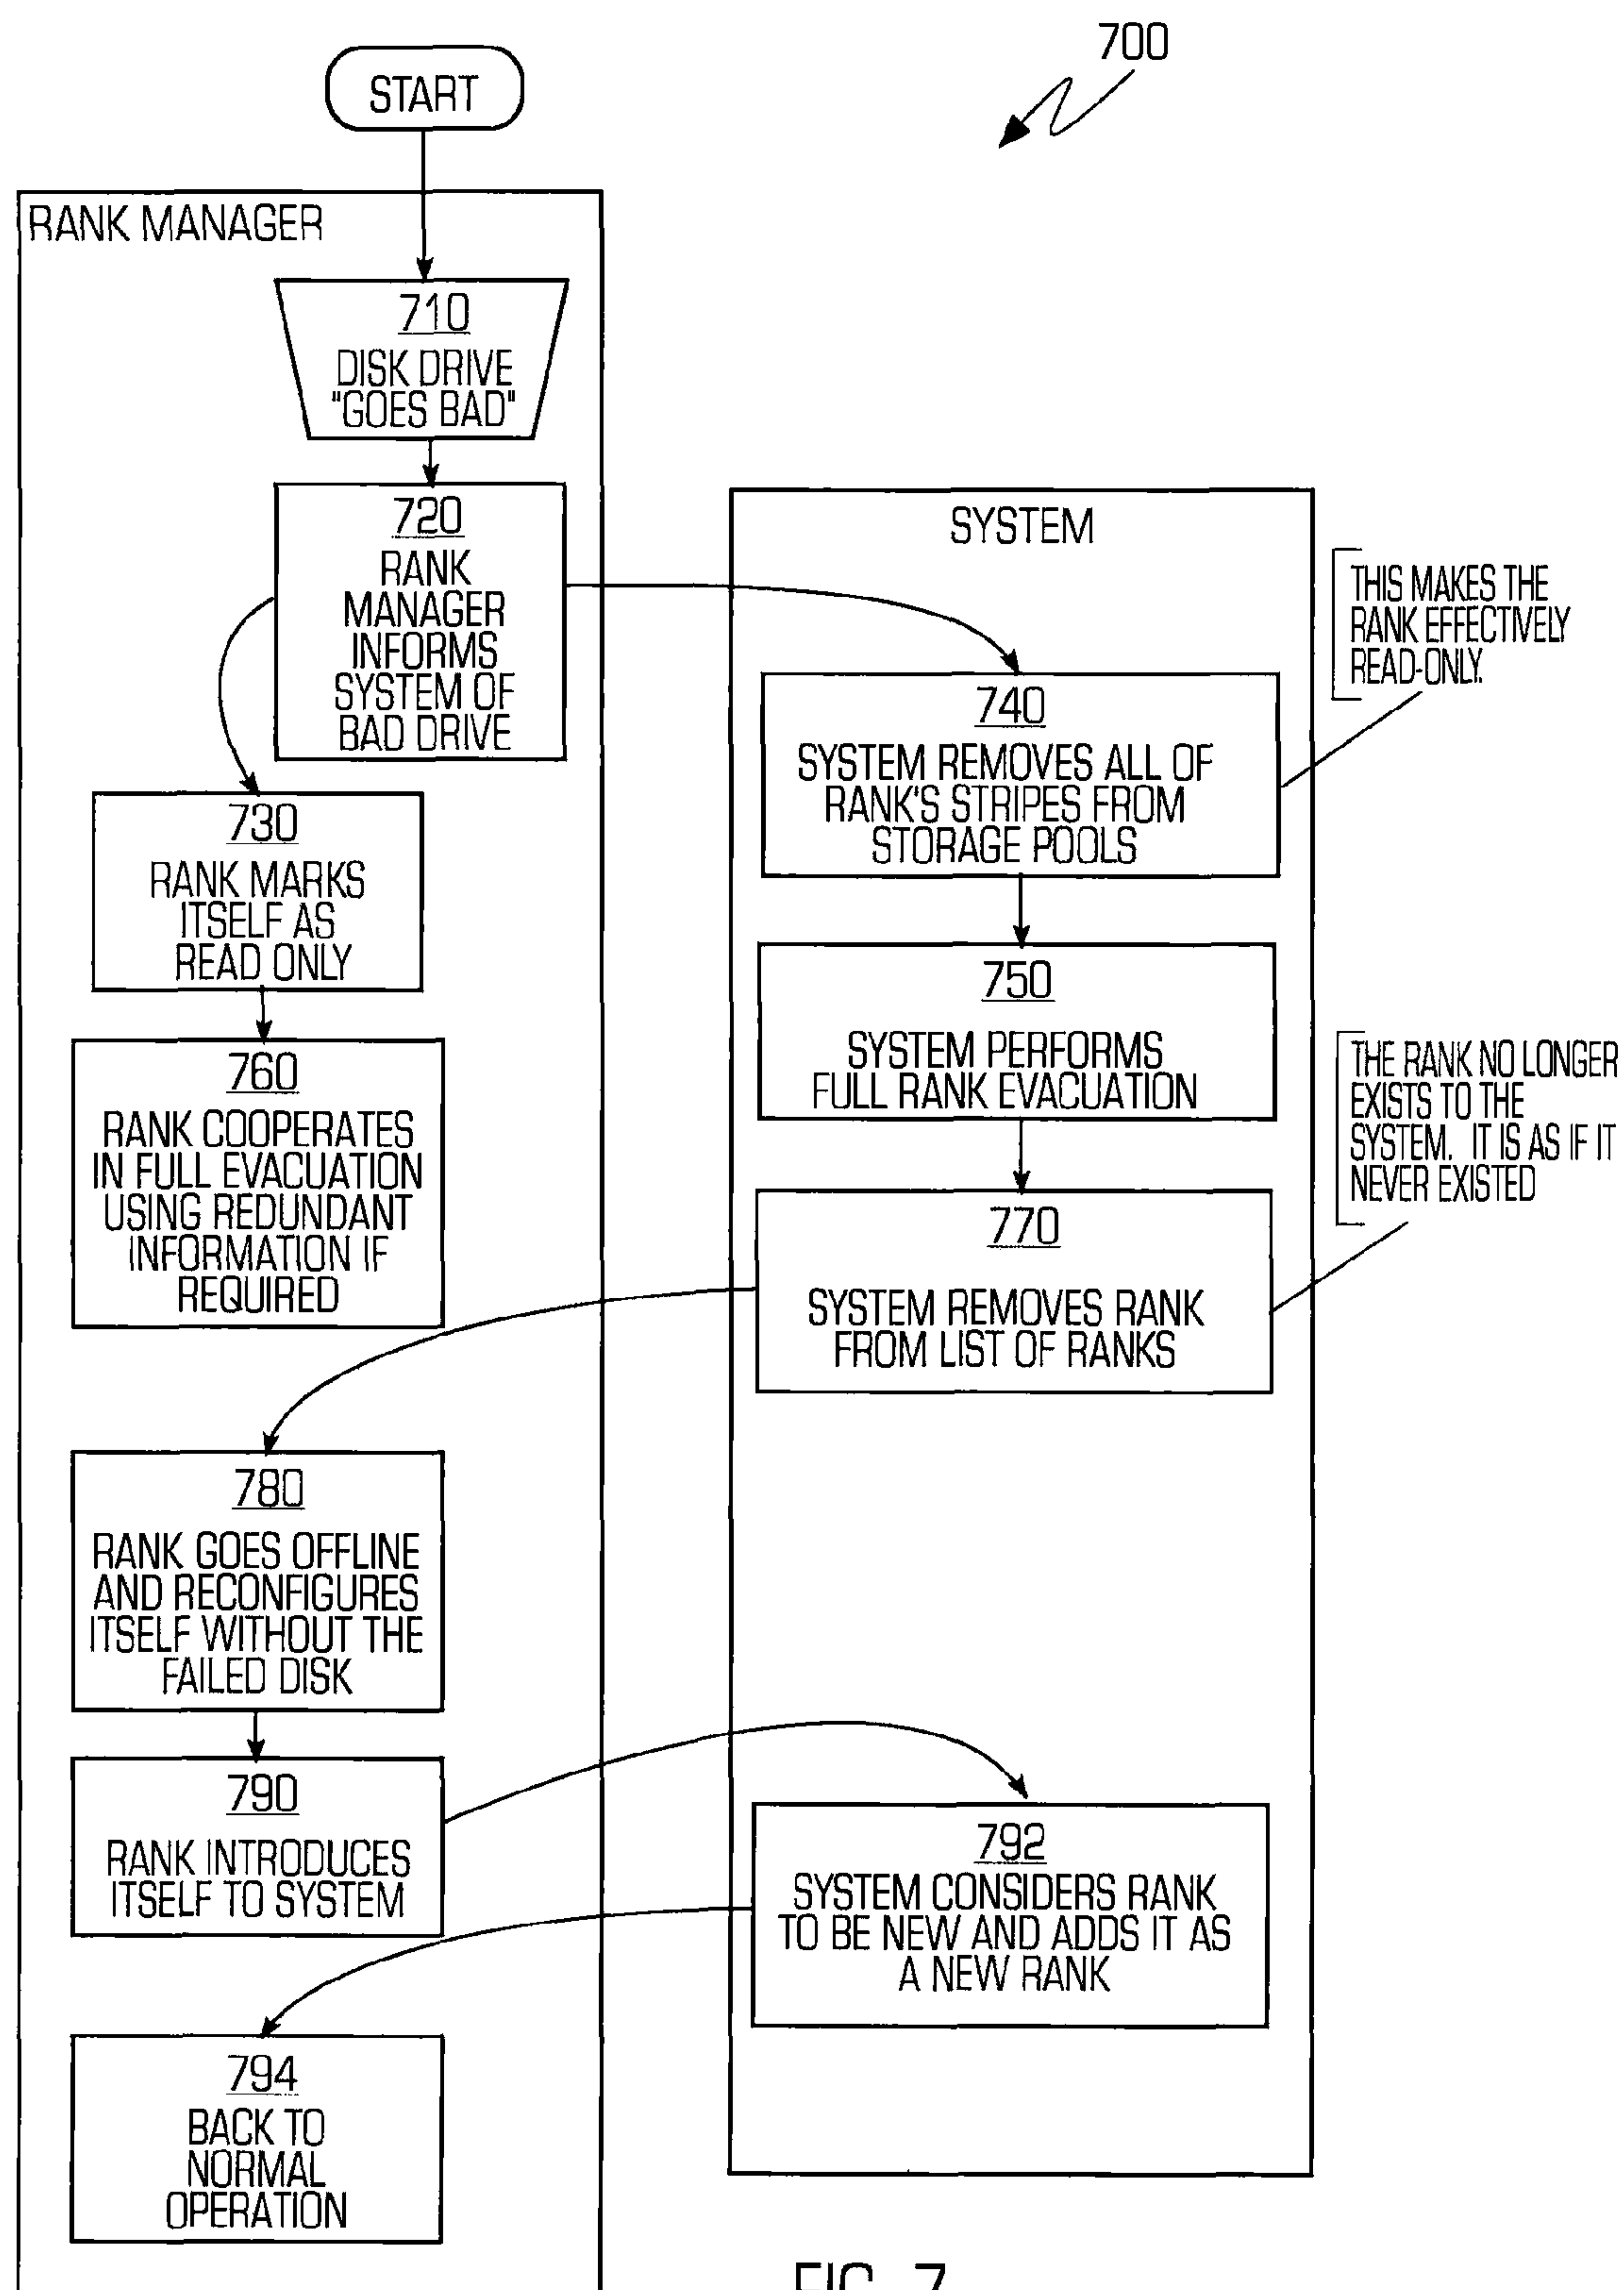 700
START
RANK MANAGER
710
DISK DRIVE
"GOES BAD"
720
RANK
MANAGER
INFORMS
SYSTEM OF
BAD DRIVE
SYSTEM
THIS MAKES THE
RANK EFFECTIVELY
READ-ONLY.
740
SYSTEM REMOVES ALL OF
RANK'S STRIPES FROM
STORAGE POOLS
730
RANK MARKS
ITSELF AS
READ ONLY
750
SYSTEM PERFORMS
FULL RANK EVACUATION
760
RANK COOPERATES
IN FULL EVACUATION
USING REDUNDANT
INFORMATION IF
REQUIRED
THE RANK NO LONGER
EXISTS TO THE
SYSTEM. IT IS AS IF IT
NEVER EXISTED
770
SYSTEM REMOVES RANK
FROM LIST OF RANKS
780
RANK GOES OFFLINE
AND RECONFIGURES
ITSELF WITHOUT THE
FAILED DISK
790
RANK INTRODUCES
ITSELF TO SYSTEM
792
SYSTEM CONSIDERS RANK
TO BE NEW AND ADDS IT AS
A NEW RANK
794
BACK TO
NORMAL
OPERATION
FIG. 7